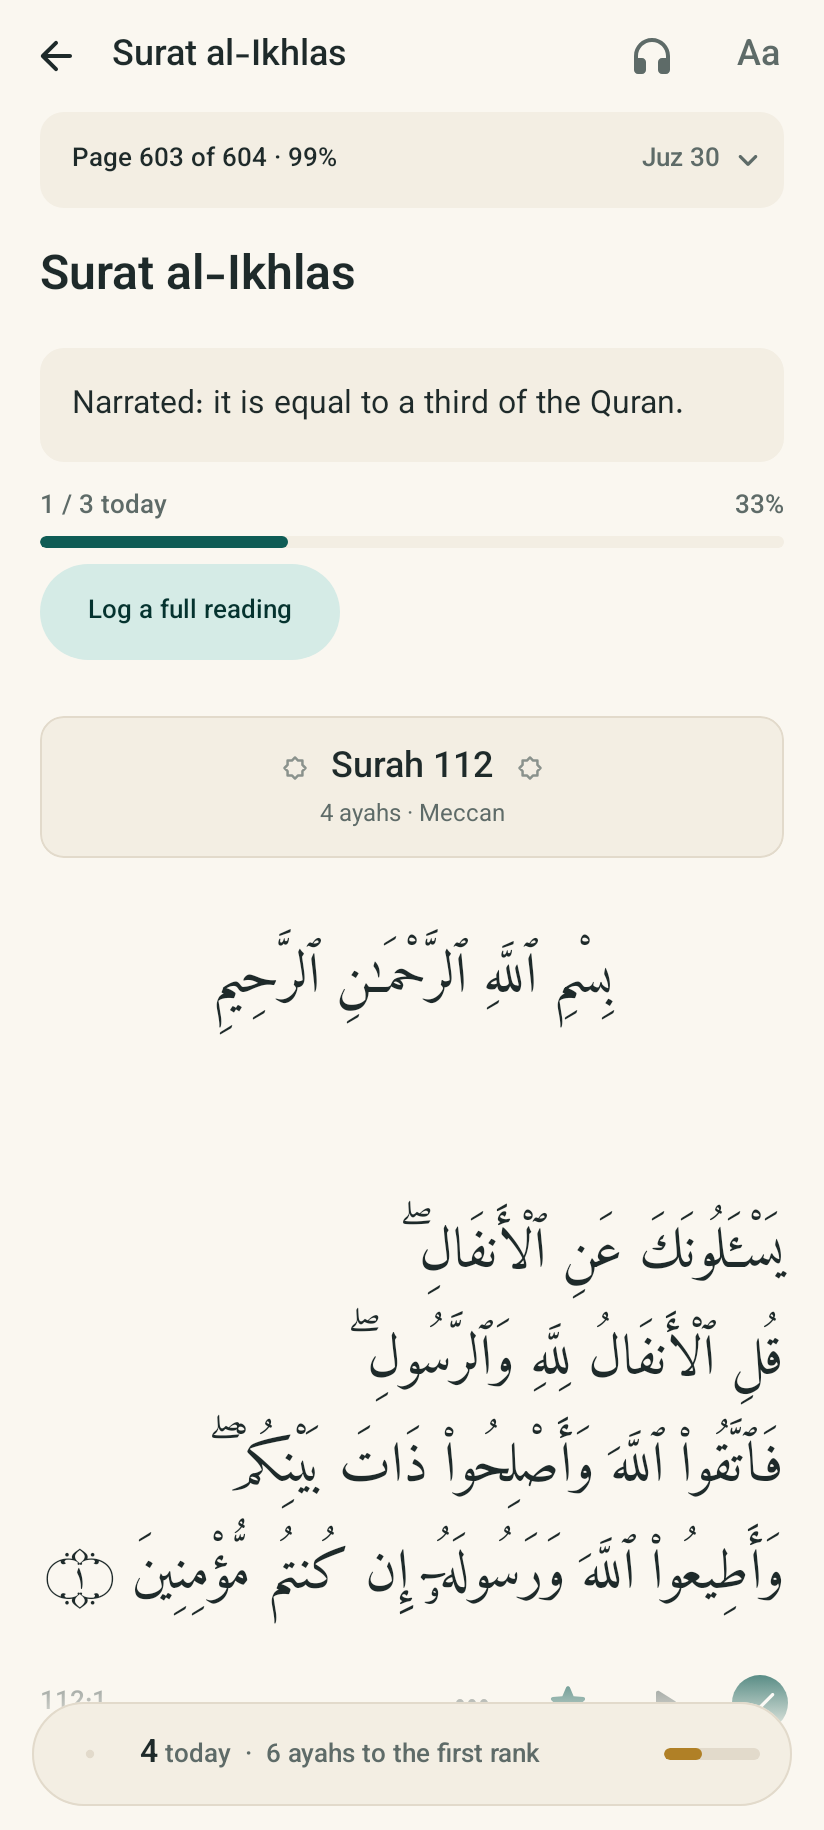 Surat al-Ikhlas
Aa
Page 603 of 604 · 99%
Juz 30
Surat al-Ikhlas
Narrated: it is equal to a third of the Quran.
1 / 3 today
33%
Log a full reading
Surah 112
4 ayahs · Meccan
بِسْمِ ٱللَّهِ ٱلرَّحْمَـٰنِ ٱلرَّحِيمِ
يَسْـَٔلُونَكَ عَنِ ٱلْأَنفَالِ ۖ
قُلِ ٱلْأَنفَالُ لِلَّهِ وَٱلرَّسُولِ ۖ
فَٱتَّقُوا۟ ٱللَّهَ وَأَصْلِحُوا۟ ذَاتَ بَيْنِكُمْ ۖ
وَأَطِيعُوا۟ ٱللَّهَ وَرَسُولَهُۥٓ إِن كُنتُم مُّؤْمِنِينَ ١
112:1
4 today · 6 ayahs to the first rank